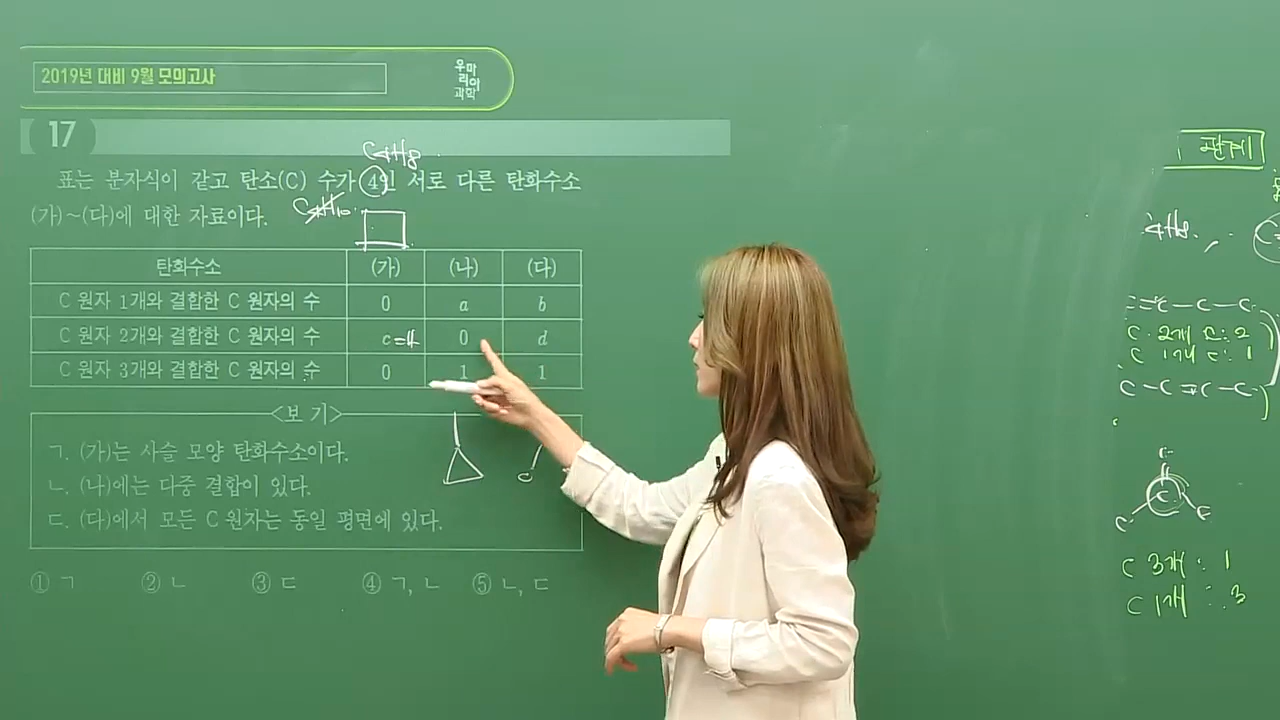 2019년 대비 9월 모의고사
우마
리아
과학
17
C4H8
표는 분자식이 같고 탄소(C) 수가 4인 서로 다른 탄화수소
C4H10
(가)~(다)에 대한 자료이다.
탄화수소 (가) (나) (다)
C 원자 1개와 결합한 C 원자의 수 0 a b
C 원자 2개와 결합한 C 원자의 수 c=4 0 d
C 원자 3개와 결합한 C 원자의 수 0 1 1
<보 기>
ㄱ. (가)는 사슬 모양 탄화수소이다.
ㄴ. (나)에는 다중 결합이 있다.
ㄷ. (다)에서 모든 C 원자는 동일 평면에 있다.
① ㄱ ② ㄴ ③ ㄷ ④ ㄱ, ㄴ ⑤ ㄴ, ㄷ
관계
C4H8,
C=C-C-C
C 2개 C: 2
C 1개 C: 1
C-C=C-C
C
C
C C
C 3개 : 1
C 1개 : 3